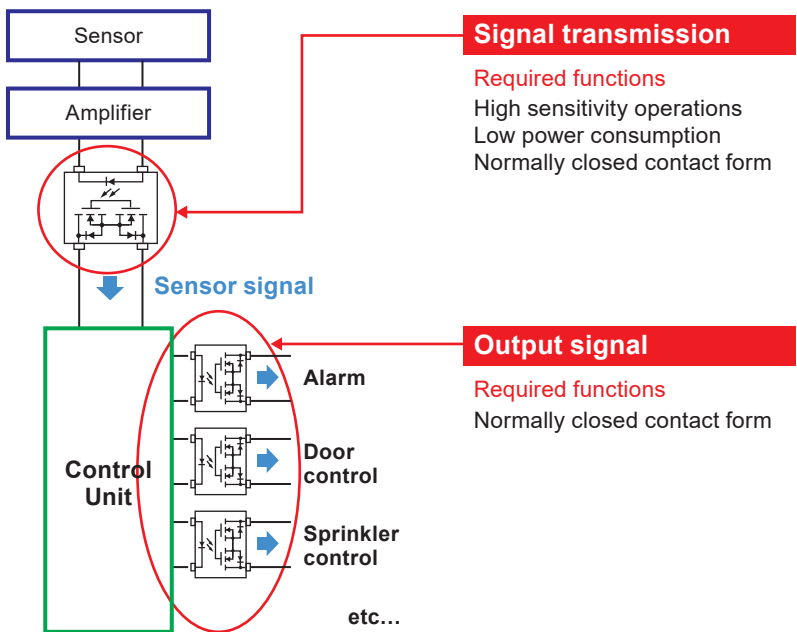 Sensor
Amplifier
Signal transmission
Required functions
High sensitivity operations
Low power consumption
Normally closed contact form
Sensor signal
Control
Unit
Alarm
Door
control
Sprinkler
control
etc…
Output signal
Required functions
Normally closed contact form